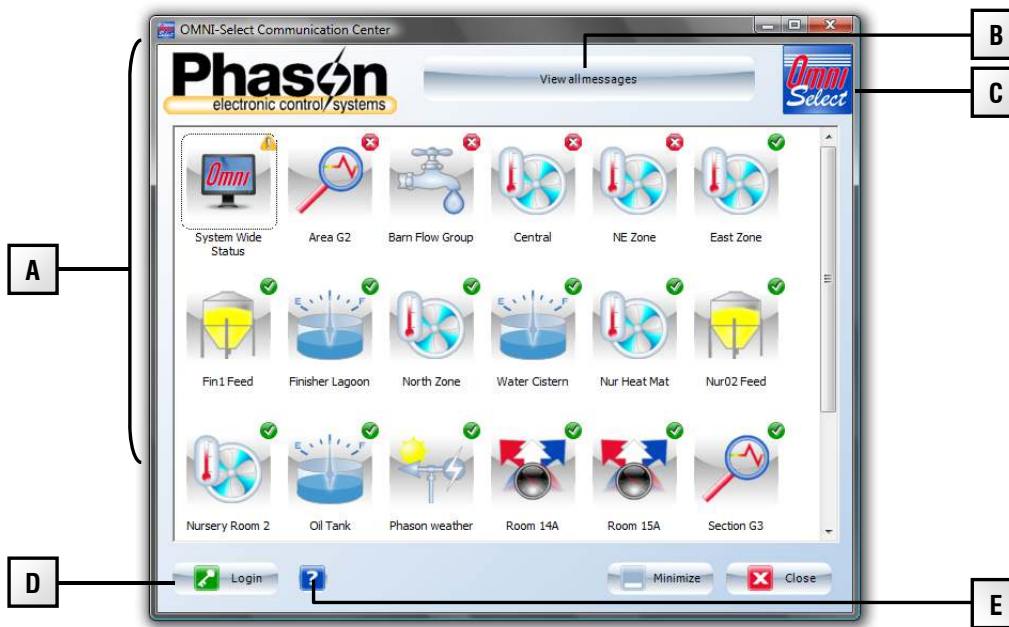 OMNI-Select Communication Center
B
Phason
electronic control systems
View all messages
Omni
Select
C
Omni
System Wide
Status
Area G2
Barn Flow Group
Central
NE Zone
East Zone
A
E F
E F
Fin1 Feed
Finisher Lagoon
North Zone
Water Cistern
Nur Heat Mat
Nur02 Feed
E F
Nursery Room 2
Oil Tank
Phason weather
Room 14A
Room 15A
Section G3
D
Login
?
Minimize
Close
E